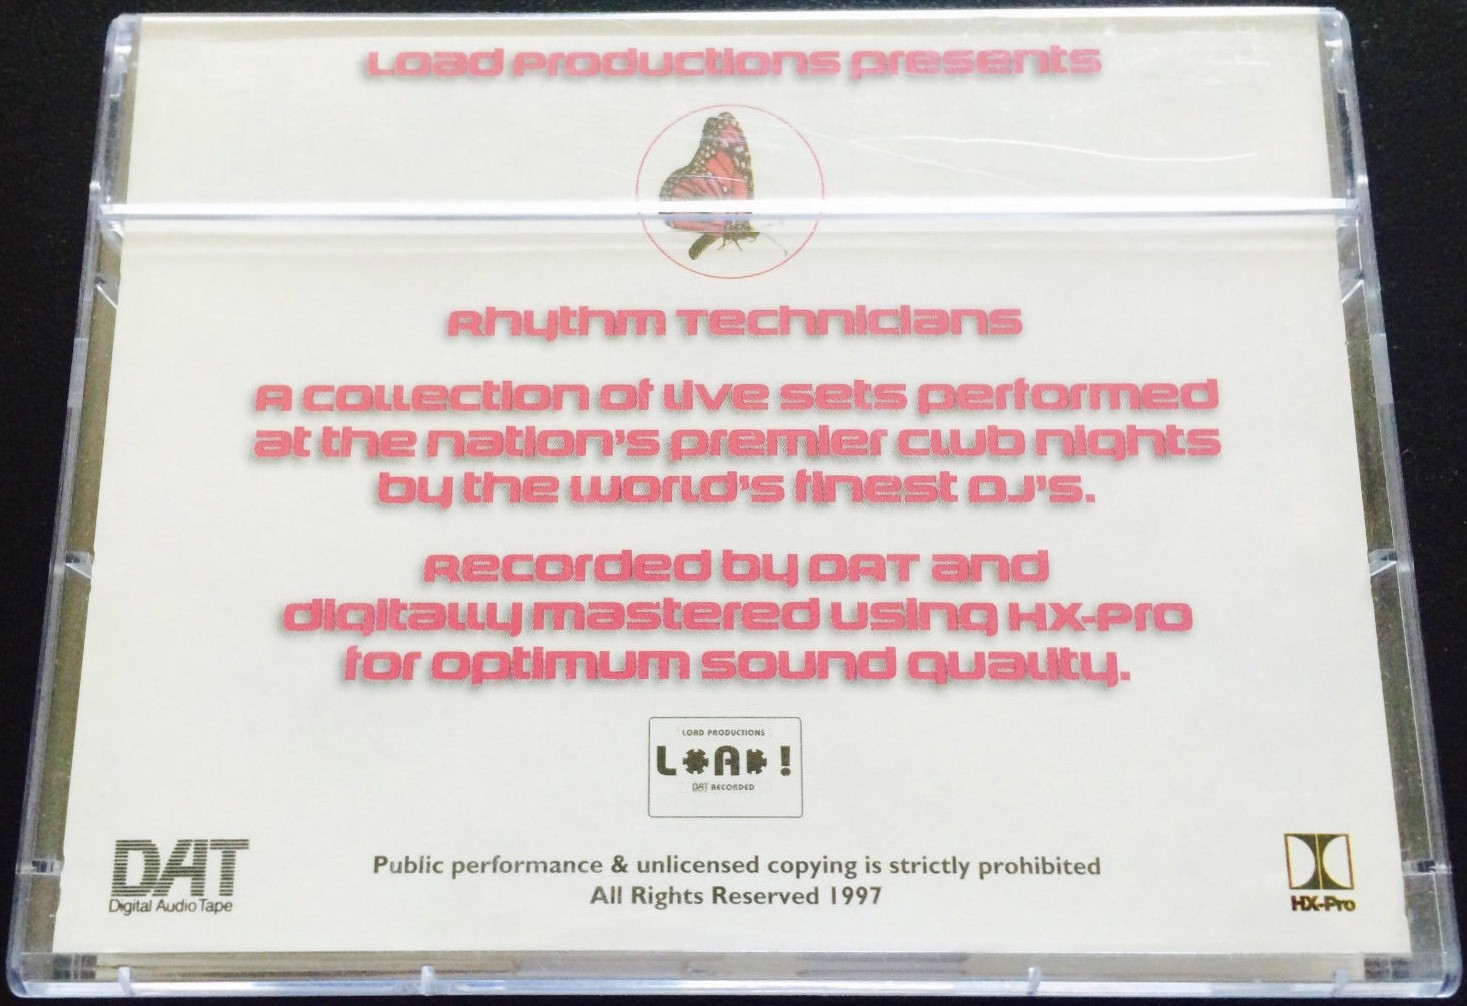 Load Productions presents
Rhythm Technicians
A collection of live sets performed
at the nation's premier club nights
by the world's finest DJ's.
Recorded by DAT and
digitally mastered using HX-Pro
for optimum sound quality.
LOAD PRODUCTIONS
LOAD!
DAT RECORDED
DAT
Digital Audio Tape
Public performance & unlicensed copying is strictly prohibited
All Rights Reserved 1997
HX-Pro